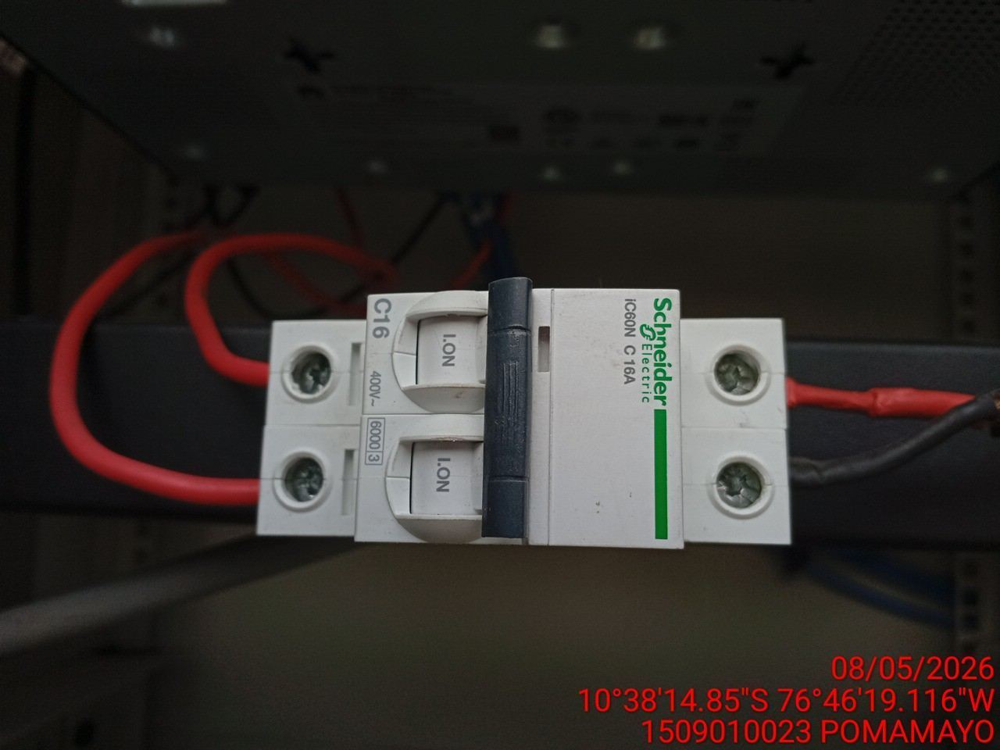 C16
400V~
6000 3
I.ON
I.ON
Schneider
Electric
iC60N C 16A
08/05/2026
10°38'14.85"S 76°46'19.116"W
1509010023 POMAMAYO